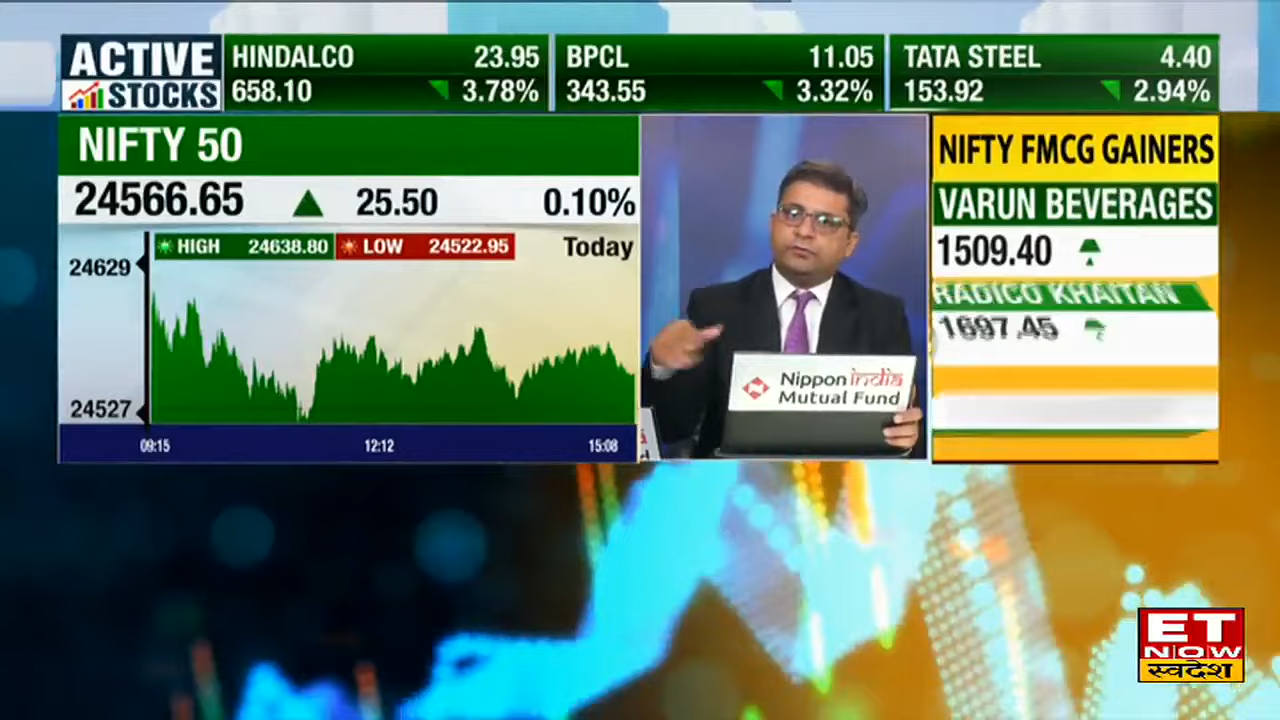 ACTIVE
STOCKS
HINDALCO 23.95
658.10 3.78%
BPCL 11.05
343.55 3.32%
TATA STEEL 4.40
153.92 2.94%
NIFTY 50
24566.65 25.50 0.10%
HIGH 24638.80 LOW 24522.95 Today
24629
24527
09:15 12:12 15:08
Nippon india
Mutual Fund
NIFTY FMCG GAINERS
VARUN BEVERAGES
1509.40
RADICO KHAITAN
1697.45
ET
NOW
स्वदेश